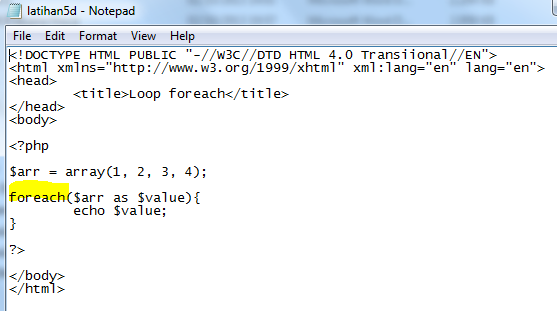 latihan5d - Notepad
File Edit Format View Help
<!DOCTYPE HTML PUBLIC "-//W3C//DTD HTML 4.0 Transiional//EN">
<html xmlns="http://www.w3.org/1999/xhtml" xml:lang="en" lang="en">
<head>
        <title>Loop foreach</title>
</head>
<body>
<?php
$arr = array(1, 2, 3, 4);
foreach($arr as $value){
        echo $value;
}
?>
</body>
</html>